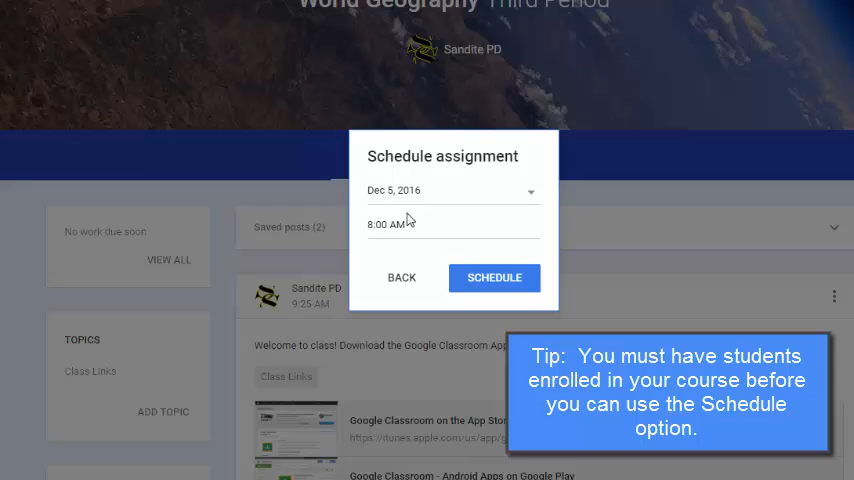 World Geography Third Period
Sandite PD
Schedule assignment
Dec 5, 2016
8:00 AM
BACK
SCHEDULE
No work due soon
VIEW ALL
Saved posts (2)
Sandite PD
9:25 AM
TOPICS
Class Links
ADD TOPIC
Welcome to class! Download the Google Classroom App
Class Links
Google Classroom on the App Stor
https://itunes.apple.com/us/app/g
Google Classroom - Android Apps on Google Play
Tip: You must have students
enrolled in your course before
you can use the Schedule
option.